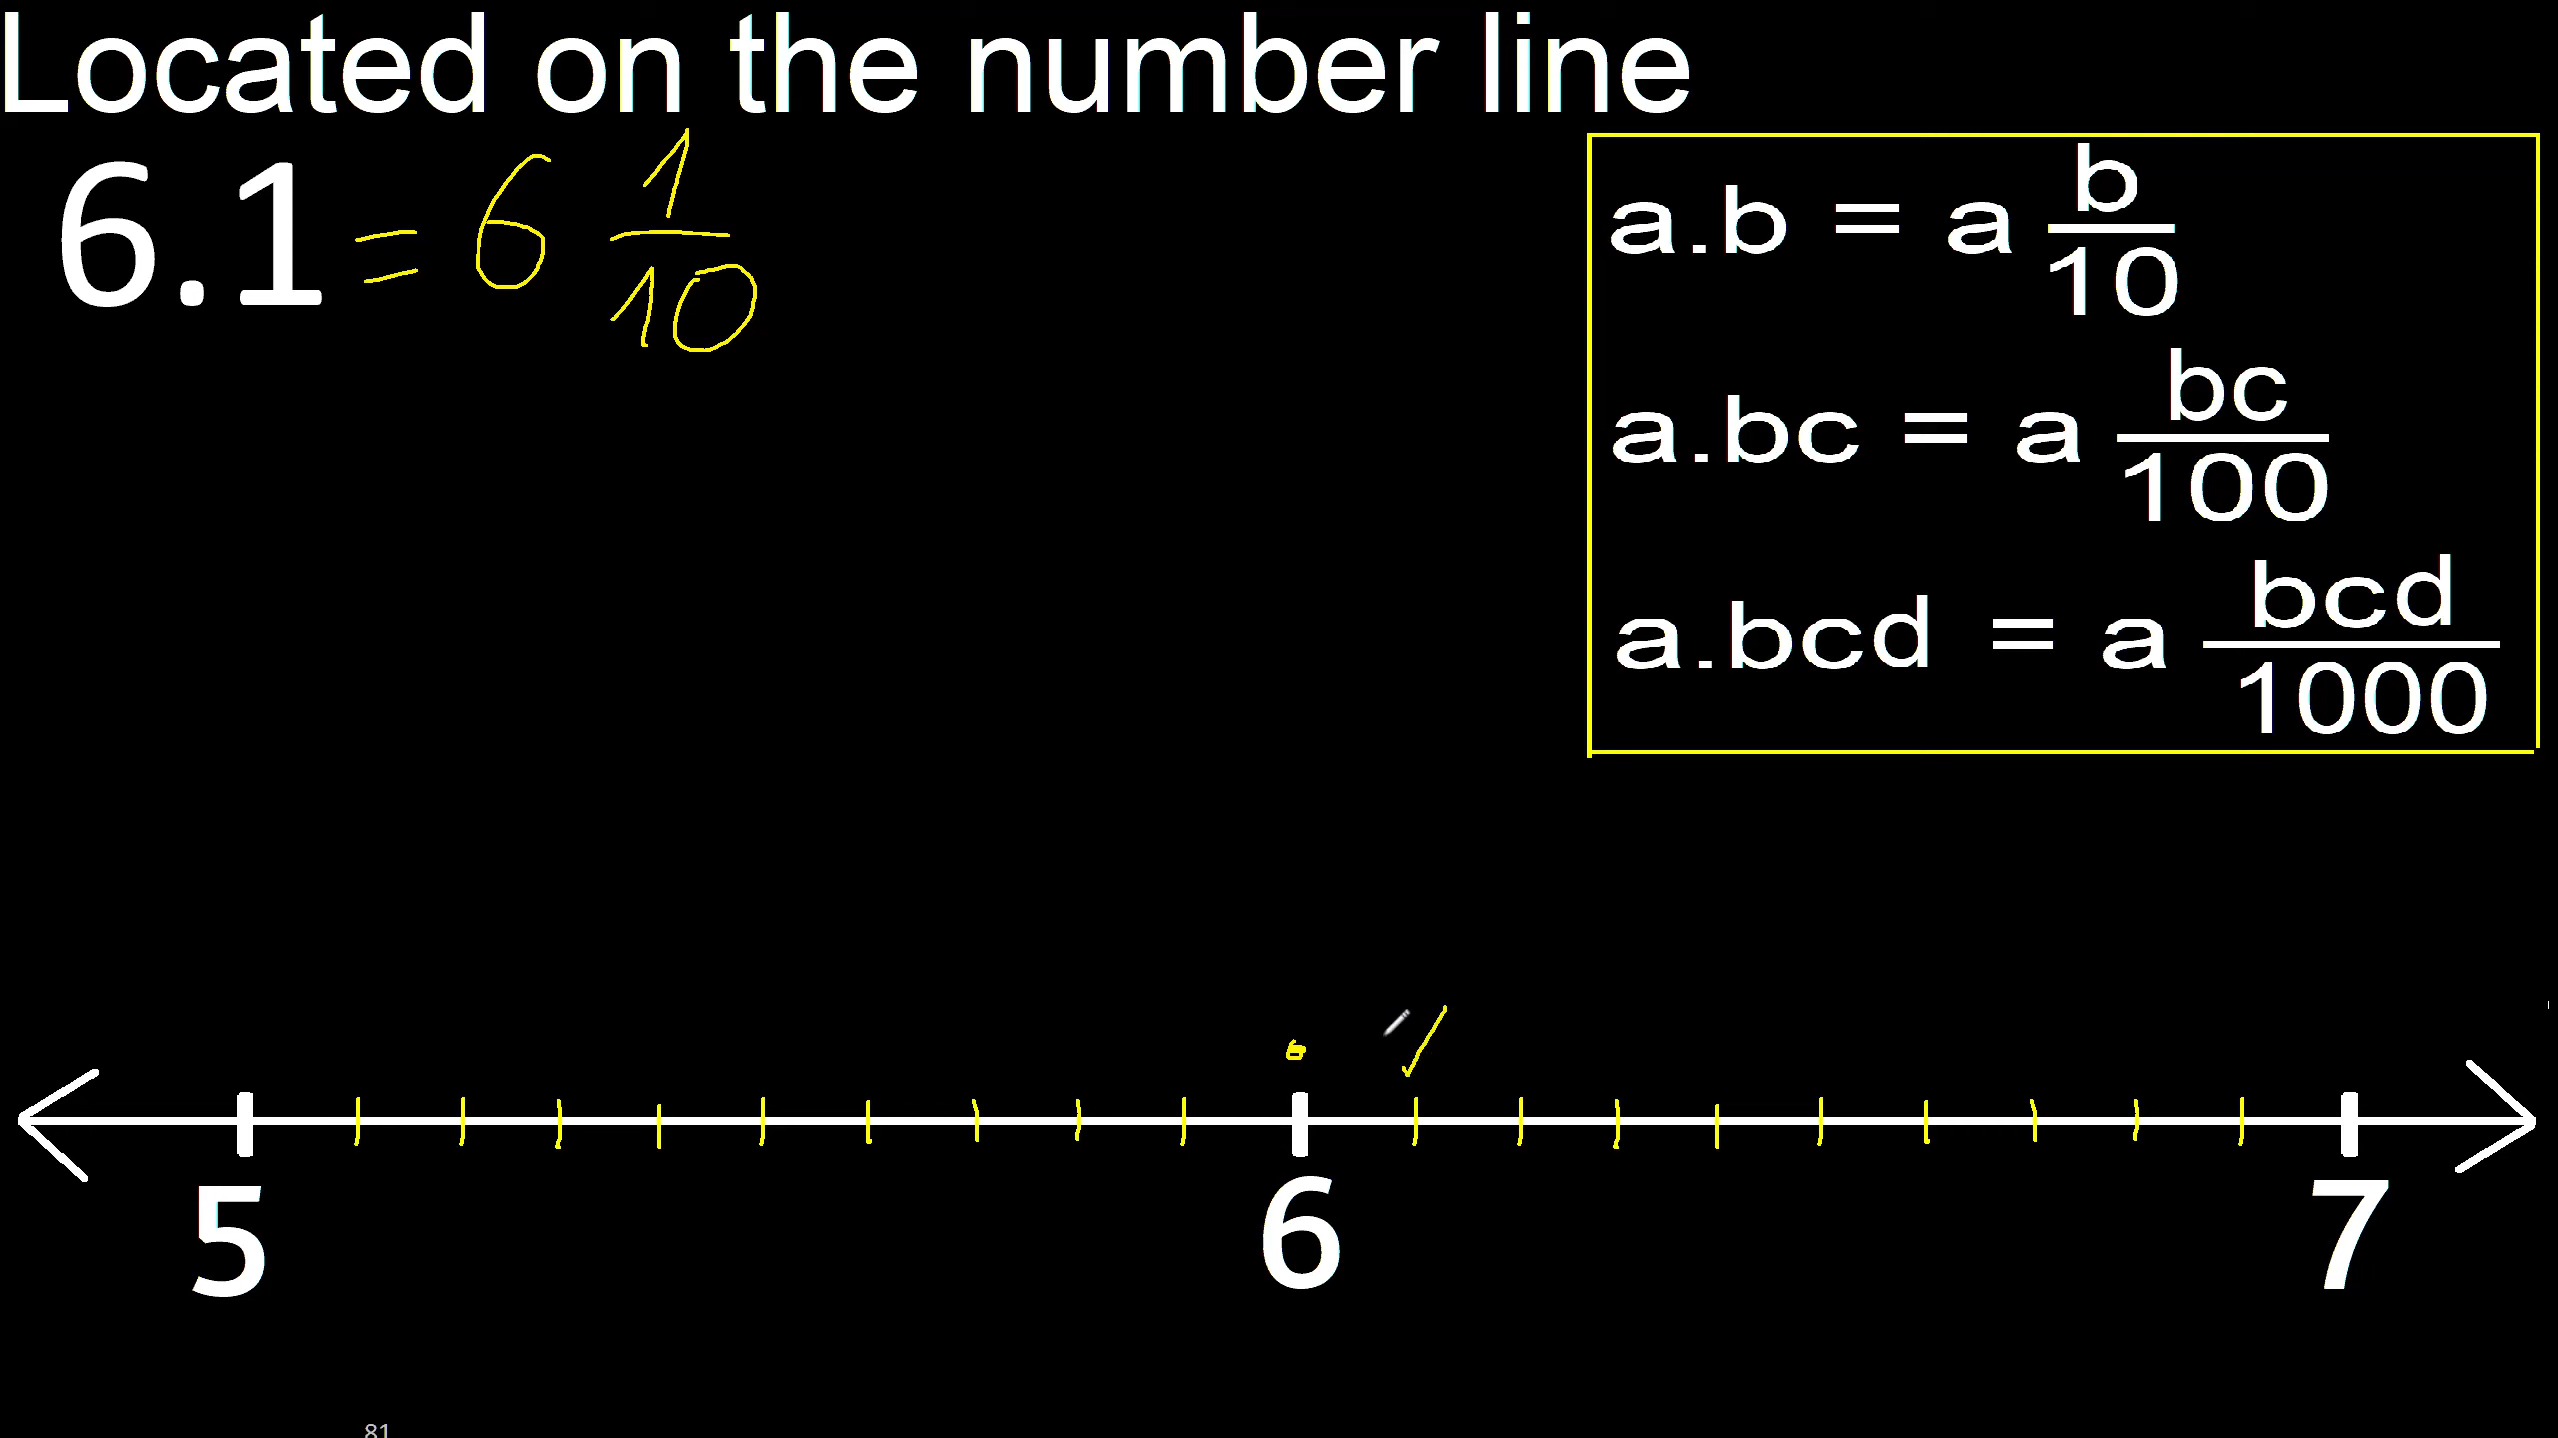 Located on the number line
6.1 = 6 1/10
a.b = a b/10
a.bc = a bc/100
a.bcd = a bcd/1000
5 6 7
81